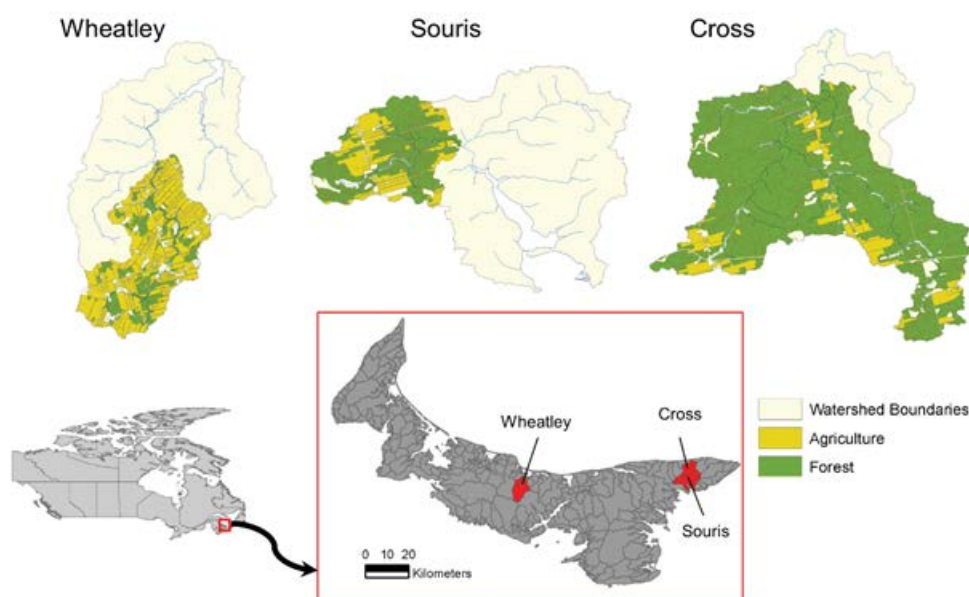 Wheatley
Souris
Cross
Wheatley
Cross
Souris
0 10 20
Kilometers
Watershed Boundaries
Agriculture
Forest